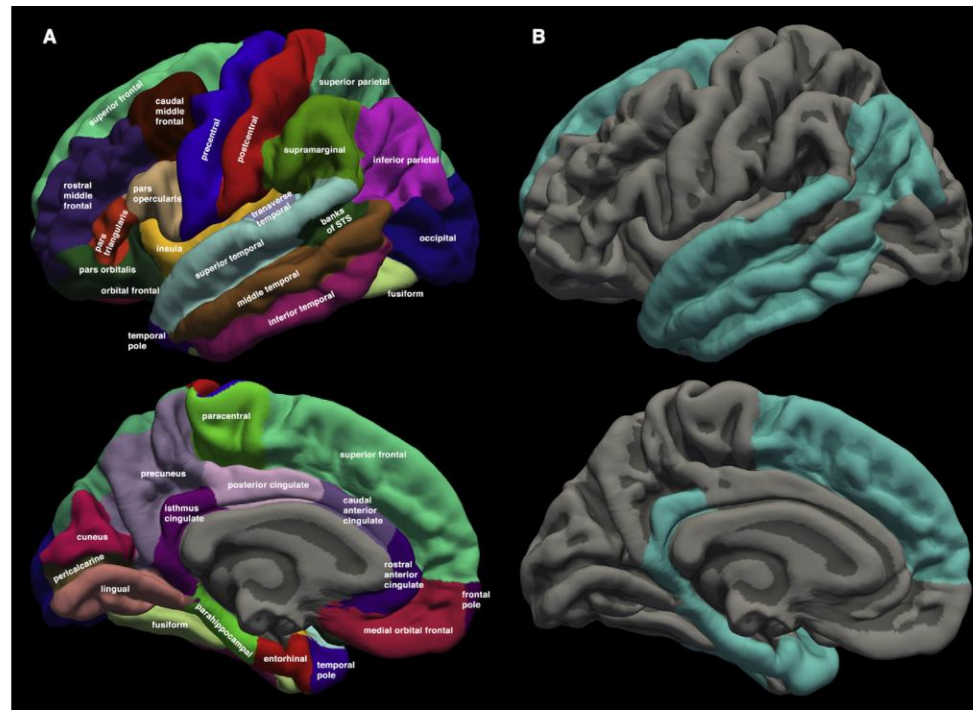 A
B
superior frontal
caudal
middle
frontal
precentral
postcentral
superior parietal
supramarginal
inferior parietal
rostral
middle
frontal
pars
opercularis
pars
triangularis
transverse
temporal
banks
of STS
insula
superior temporal
occipital
pars orbitalis
orbital frontal
middle temporal
fusiform
inferior temporal
temporal
pole
paracentral
superior frontal
precuneus
posterior cingulate
isthmus
cingulate
caudal
anterior
cingulate
cuneus
pericalcarine
lingual
rostral
anterior
cingulate
frontal
pole
fusiform
parahippocampal
medial orbital frontal
entorhinal
temporal
pole